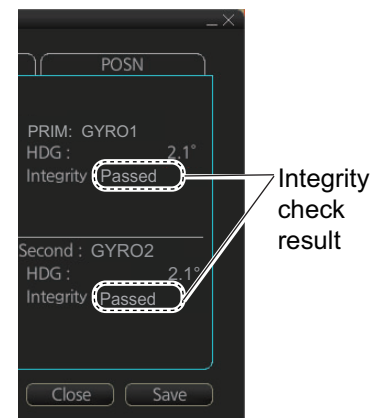 POSN
PRIM: GYRO1
HDG : 2.1°
Integrity Passed
Second : GYRO2
HDG : 2.1°
Integrity Passed
Integrity
check
result
Close Save